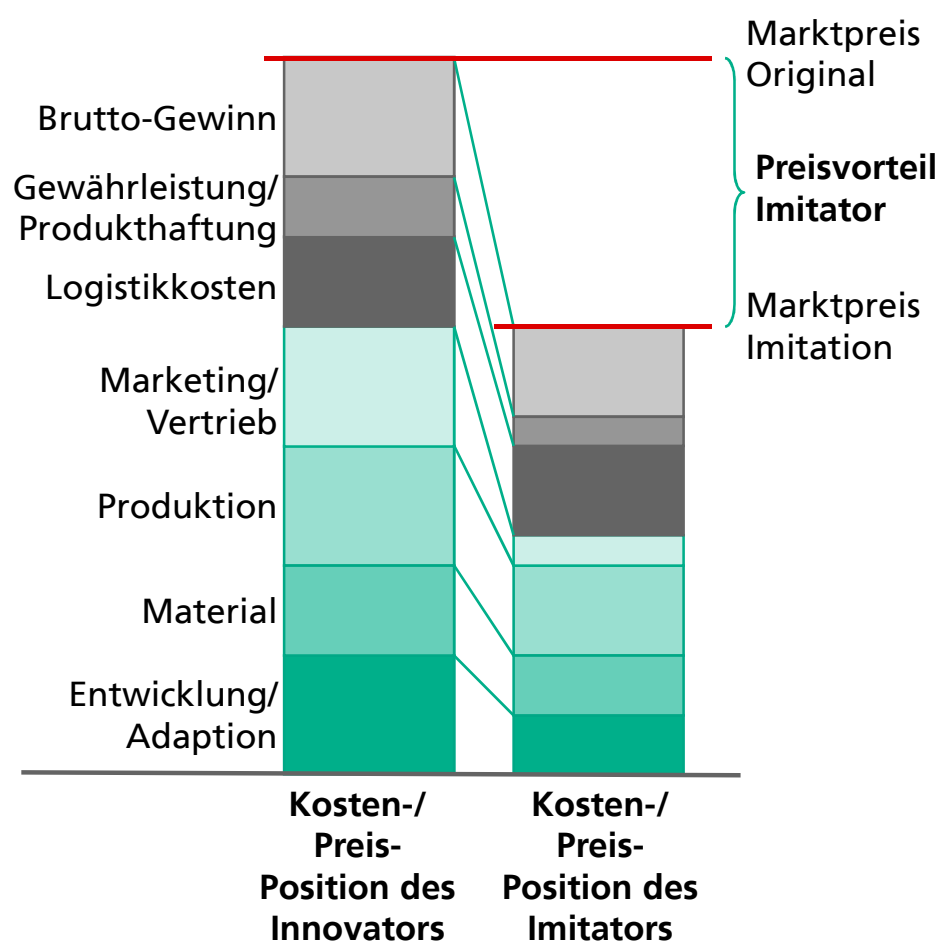 Marktpreis
Original
Brutto-Gewinn
Preisvorteil
Imitator
Gewährleistung/
Produkthaftung
Logistikkosten
Marktpreis
Imitation
Marketing/
Vertrieb
Produktion
Material
Entwicklung/
Adaption
Kosten-/
Preis-
Position des
Innovators
Kosten-/
Preis-
Position des
Imitators